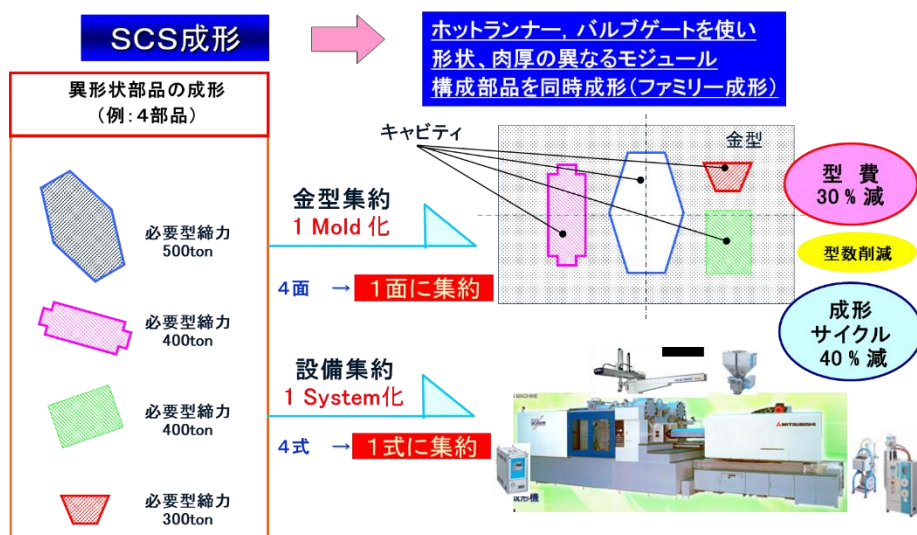 SCS成形
ホットランナー, バルブゲートを使い
形状、肉厚の異なるモジュール
構成部品を同時成形(ファミリー成形)
異形状部品の成形
(例:4部品)
必要型締力
500ton
必要型締力
400ton
必要型締力
400ton
必要型締力
300ton
金型集約
1 Mold 化
4面 → 1面に集約
設備集約
1 System化
4式 → 1式に集約
キャビティ
金型
型 費
30%減
型数削減
成形
サイクル
40%減
MACHINE
MITSUBISHI
成形機